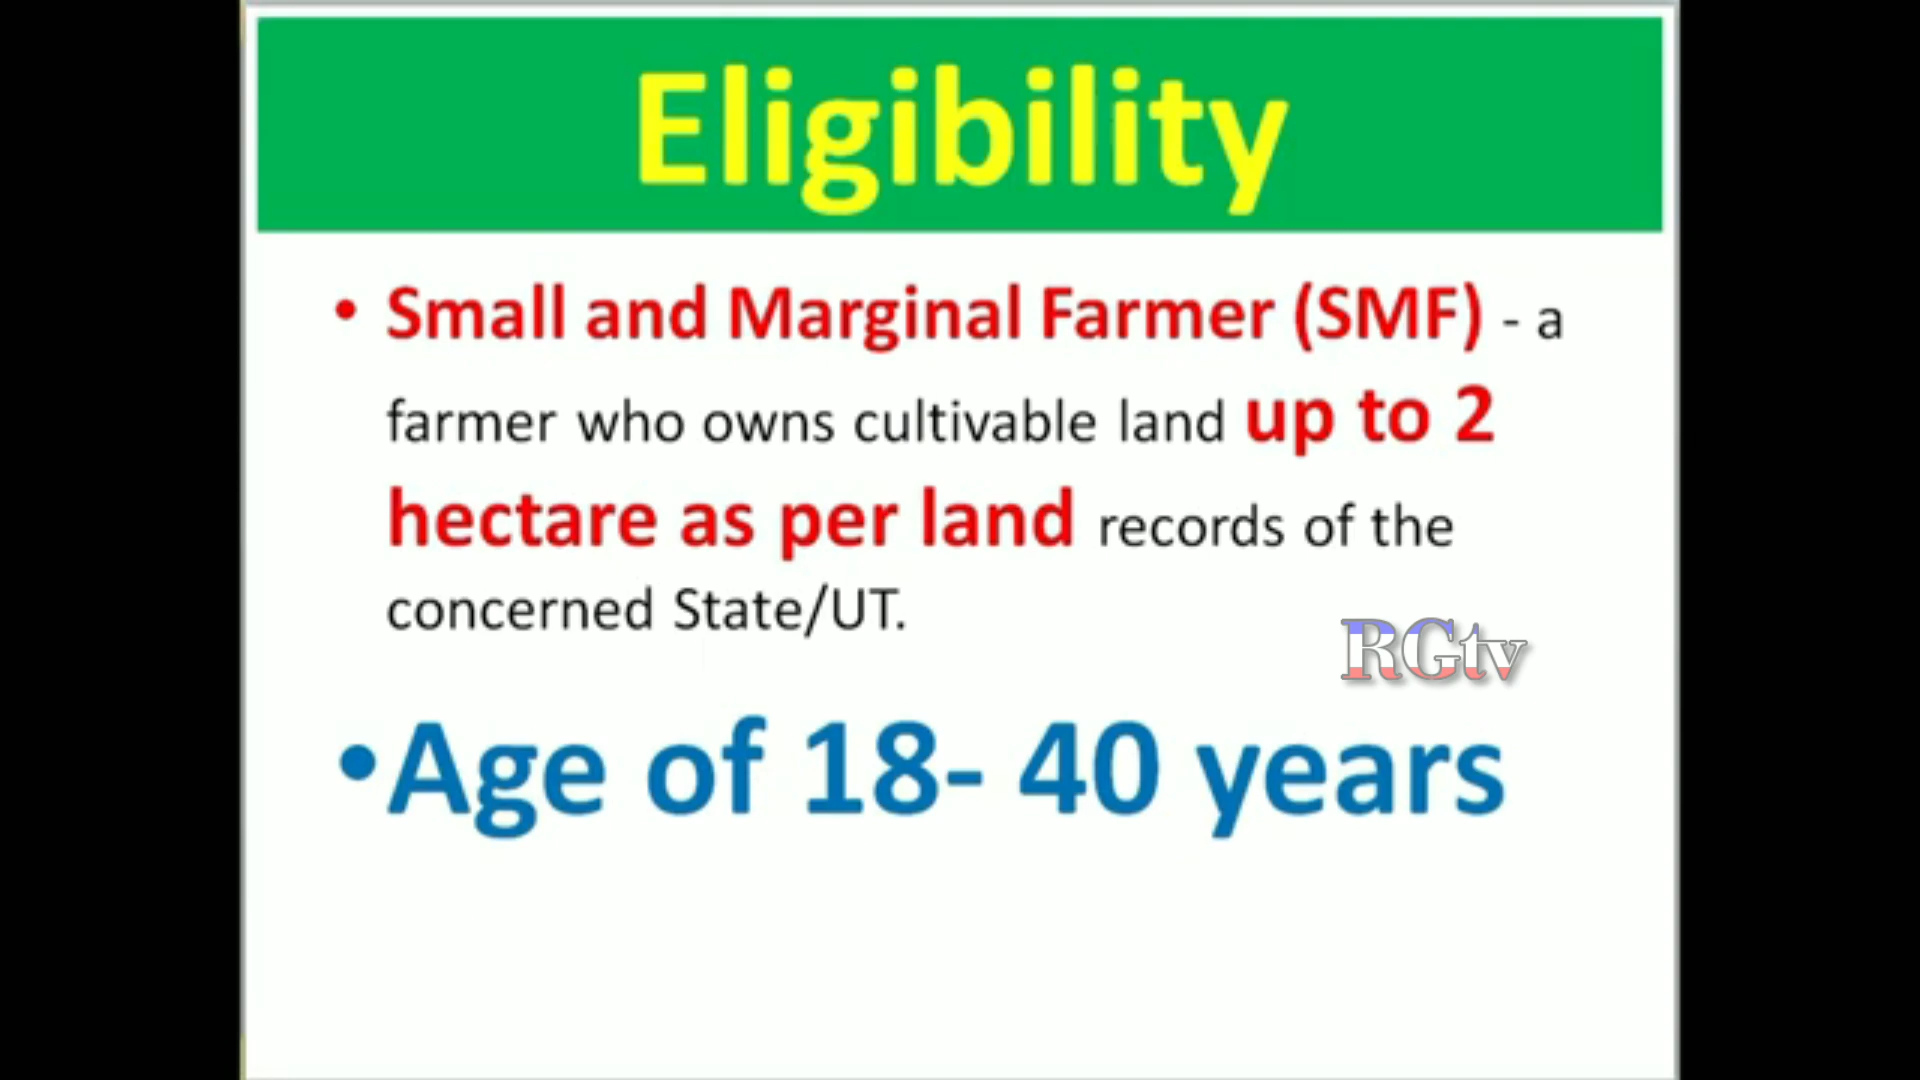 Eligibility
• Small and Marginal Farmer (SMF) - a
farmer who owns cultivable land up to 2
hectare as per land records of the
concerned State/UT.
RGtv
•Age of 18- 40 years